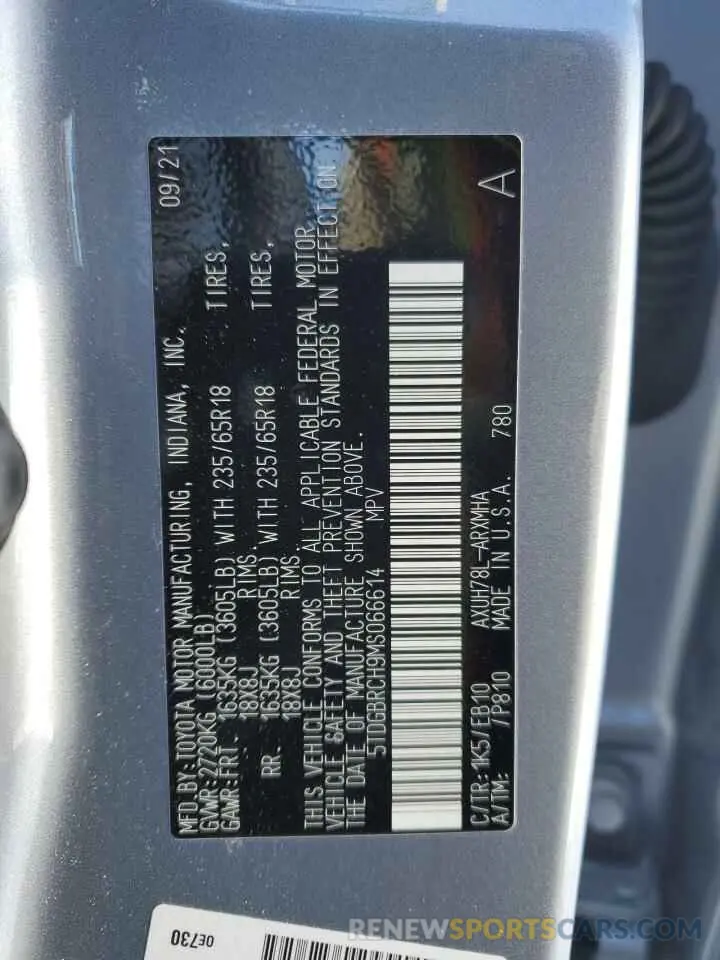 MFD BY:TOYOTA MOTOR MANUFACTURING, INDIANA, INC. 09/21
GVWR:2720KG (6000LB)
GAWR:FRT 1635KG (3605LB) WITH 235/65R18 TIRES,
18X8J RIMS.
RR. 1635KG (3605LB) WITH 235/65R18 TIRES,
18X8J RIMS.
THIS VEHICLE CONFORMS TO ALL APPLICABLE FEDERAL MOTOR
VEHICLE SAFETY AND THEFT PREVENTION STANDARDS IN EFFECT ON
THE DATE OF MANUFACTURE SHOWN ABOVE.
5TDGBRCH9MS066614 MPV
C/TR:1K5/EB10 AXUH78L-ARXMHA A
A/TM: /P810 MADE IN U.S.A. 780
0E730
RENEWSPORTSCARS.COM